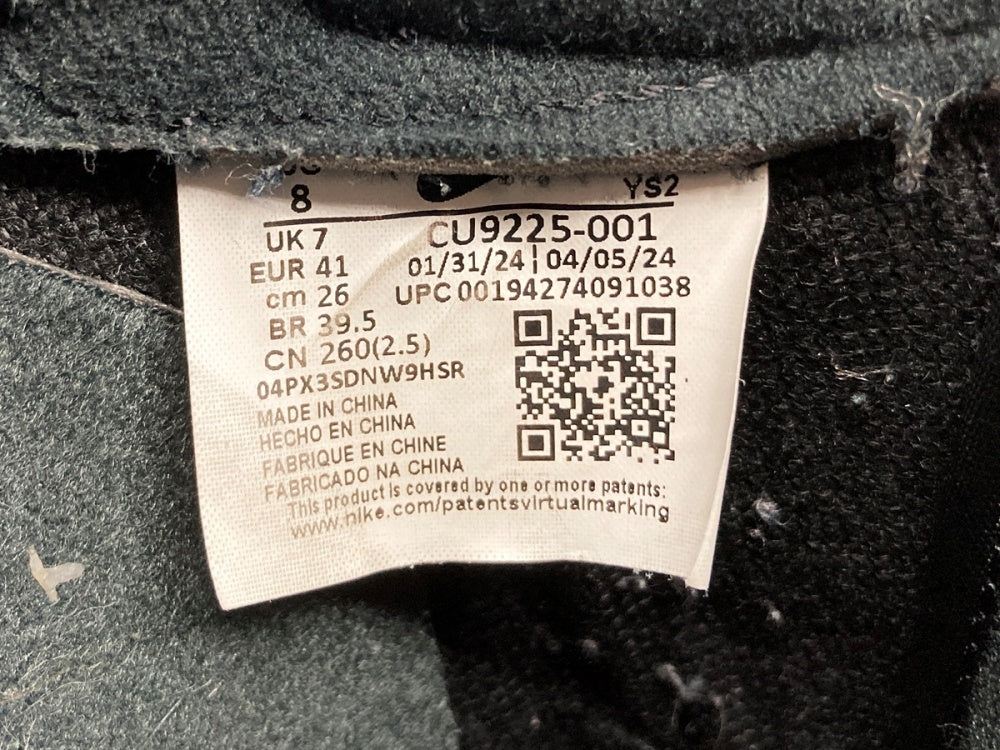 8
YS2
UK 7
CU9225-001
EUR 41
01/31/24 | 04/05/24
cm 26
UPC 00194274091038
BR 39.5
CN 260(2.5)
04PX3SDNW9HSR
MADE IN CHINA
HECHO EN CHINA
FABRIQUE EN CHINE
FABRICADO NA CHINA
This product is covered by one or more patents:
www.nike.com/patentsvirtualmarking